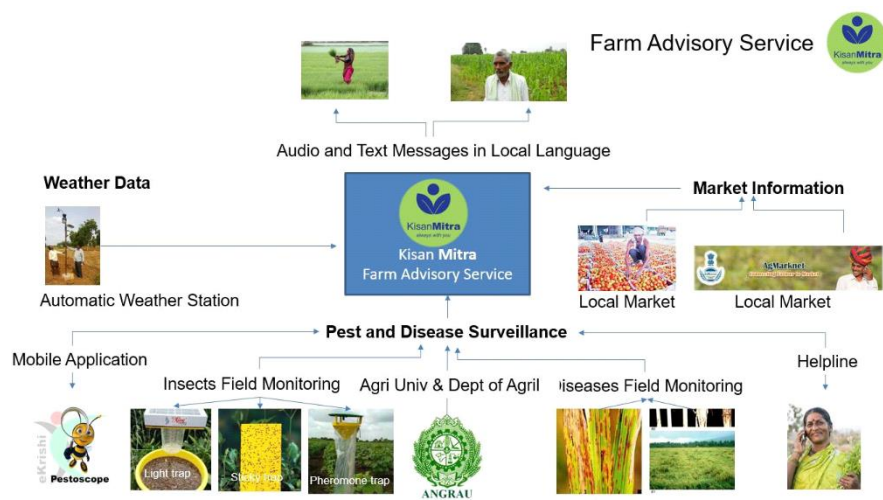 Farm Advisory Service
KisanMitra
always with you
Audio and Text Messages in Local Language
Weather Data
Market Information
KisanMitra
always with you
Kisan Mitra
Farm Advisory Service
AgMarknet
Automatic Weather Station
Local Market
Local Market
Pest and Disease Surveillance
Mobile Application
Helpline
Insects Field Monitoring
Agri Univ & Dept of Agril
iseases Field Monitoring
eKrishi
Pestoscope
Light trap
Sticky trap
Pheromone trap
ANGRAU